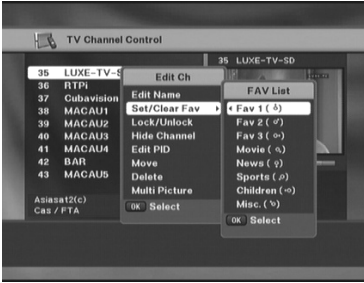 TV Channel Control
35 LUXE-TV-SD
35 LUXE-TV-S
36 RTPi
37 Cubavision
38 MACAU1
39 MACAU2
40 MACAU3
41 MACAU4
42 BAR
43 MACAU5
Asiasat2(c)
Cas / FTA
Edit Ch
Edit Name
Set/Clear Fav
Lock/Unlock
Hide Channel
Edit PID
Move
Delete
Multi Picture
OK Select
FAV List
Fav 1 ( )
Fav 2 ( )
Fav 3 ( )
Movie ( )
News ( )
Sports ( )
Children ( )
Misc. ( )
OK Select